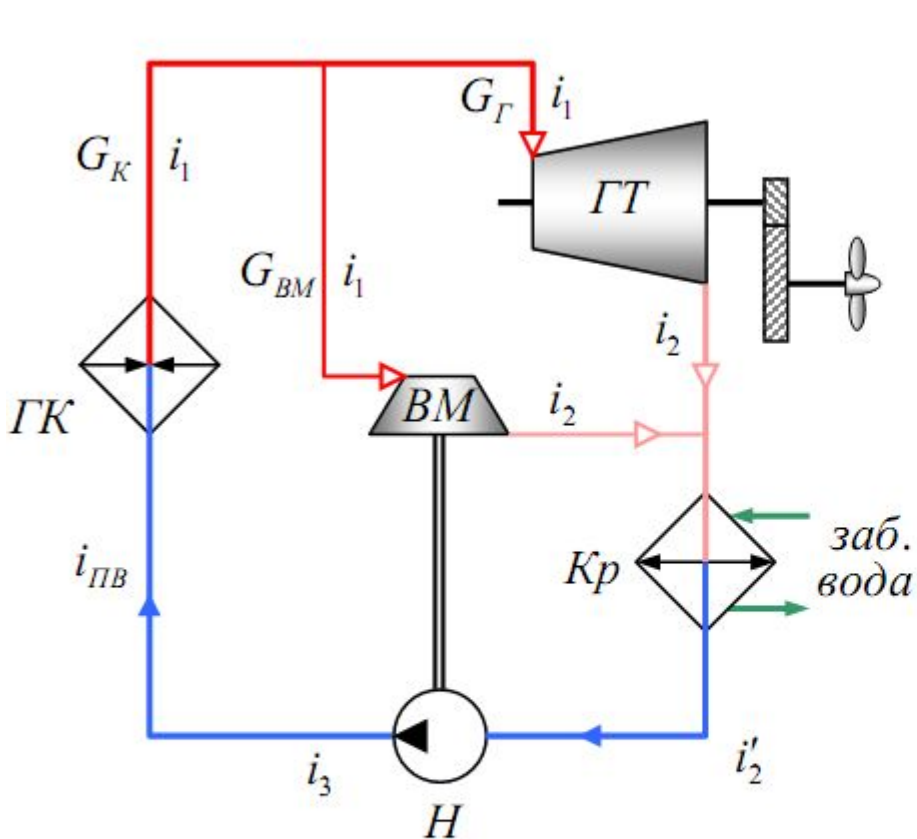 G_Г i_1
G_К i_1
ГТ
G_ВМ i_1
i_2
ГК
ВМ
i_2
i_ПВ
Кр
заб.
вода
i_3
i'_2
Н